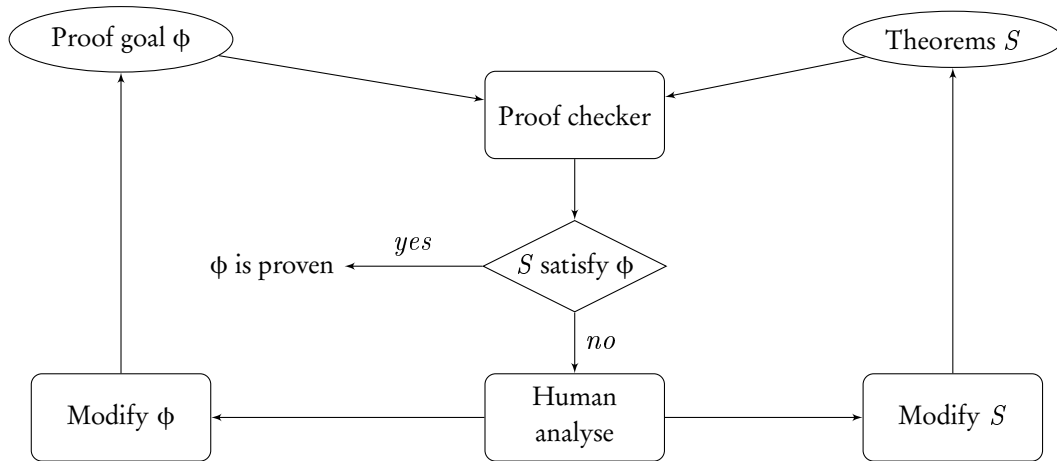 Proof goal ϕ
Theorems S
Proof checker
yes
ϕ is proven
S satisfy ϕ
no
Modify ϕ
Human
analyse
Modify S